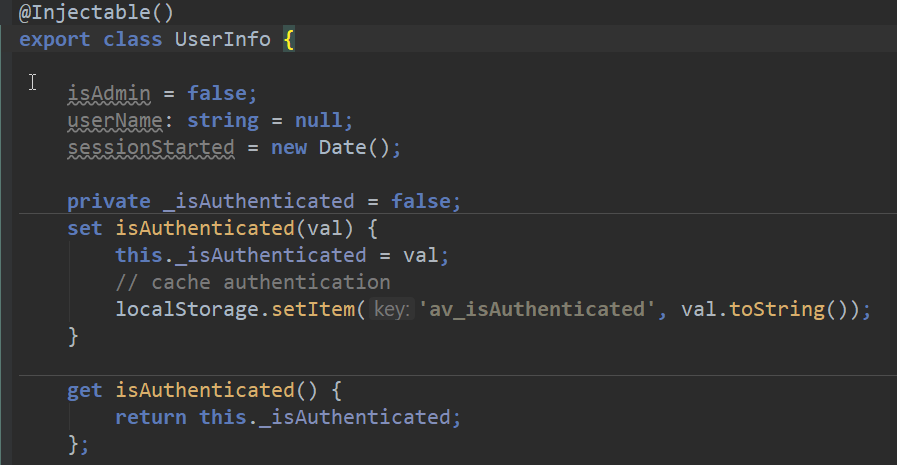 @Injectable()
export class UserInfo {
isAdmin = false;
userName: string = null;
sessionStarted = new Date();
private _isAuthenticated = false;
set isAuthenticated(val) {
this._isAuthenticated = val;
// cache authentication
localStorage.setItem( key: 'av_isAuthenticated', val.toString());
}
get isAuthenticated() {
return this._isAuthenticated;
};